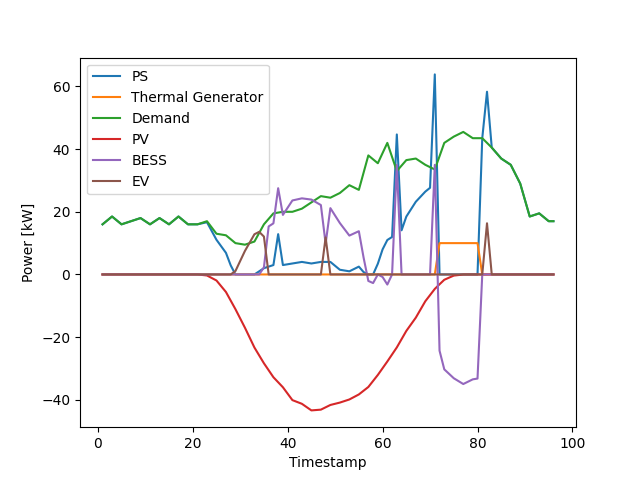 PS
Thermal Generator
Demand
PV
BESS
EV
Power [kW]
60
40
20
0
−20
−40
0 20 40 60 80 100
Timestamp